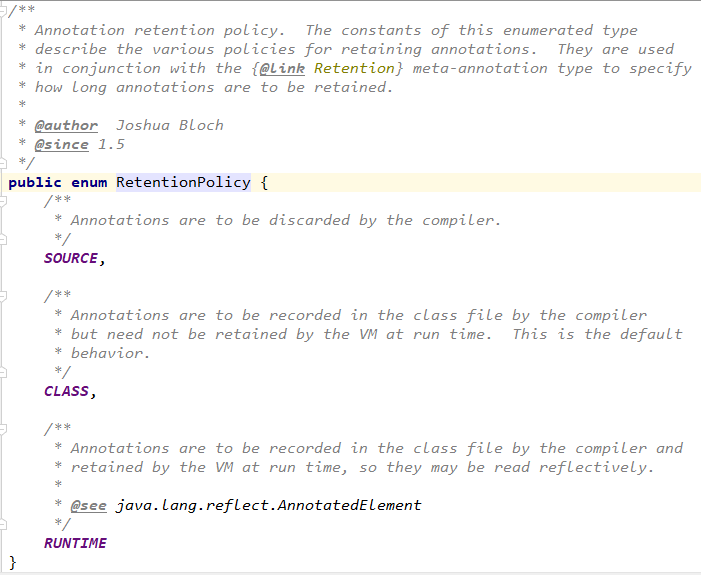 /**
 * Annotation retention policy.  The constants of this enumerated type
 * describe the various policies for retaining annotations.  They are used
 * in conjunction with the {@link Retention} meta-annotation type to specify
 * how long annotations are to be retained.
 *
 * @author  Joshua Bloch
 * @since 1.5
 */
public enum RetentionPolicy {
    /**
     * Annotations are to be discarded by the compiler.
     */
    SOURCE,

    /**
     * Annotations are to be recorded in the class file by the compiler
     * but need not be retained by the VM at run time.  This is the default
     * behavior.
     */
    CLASS,

    /**
     * Annotations are to be recorded in the class file by the compiler and
     * retained by the VM at run time, so they may be read reflectively.
     *
     * @see java.lang.reflect.AnnotatedElement
     */
    RUNTIME
}